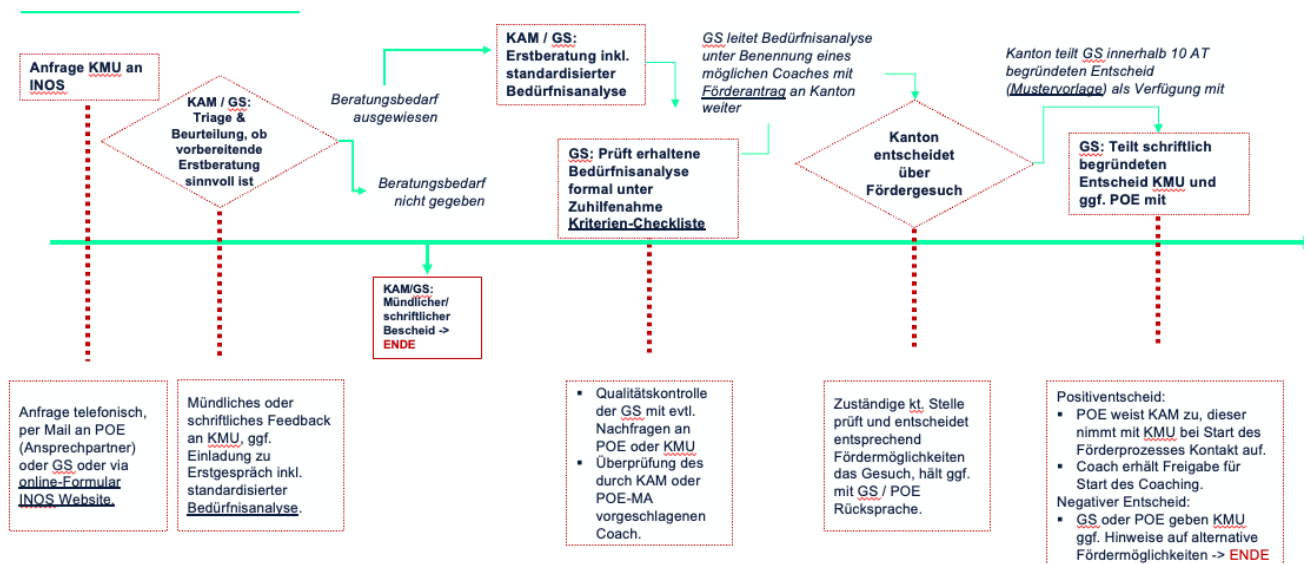 Anfrage KMU an
INOS
KAM / GS:
Triage &
Beurteilung, ob
vorbereitende
Erstberatung
sinnvoll ist
Beratungsbedarf
ausgewiesen
Beratungsbedarf
nicht gegeben
KAM/GS:
Mündlicher/
schriftlicher
Bescheid ->
ENDE
KAM / GS:
Erstberatung inkl.
standardisierter
Bedürfnisanalyse
GS: Prüft erhaltene
Bedürfnisanalyse
formal unter
Zuhilfenahme
Kriterien-Checkliste
GS leitet Bedürfnisanalyse
unter Benennung eines
möglichen Coaches mit
Förderantrag an Kanton
weiter
Kanton
entscheidet
über
Fördergesuch
Kanton teilt GS innerhalb 10 AT
begründeten Entscheid
(Mustervorlage) als Verfügung mit
GS: Teilt schriftlich
begründeten
Entscheid KMU und
ggf. POE mit
Anfrage telefonisch,
per Mail an POE
(Ansprechpartner)
oder GS oder via
online-Formular
INOS Website.
Mündliches oder
schriftliches Feedback
an KMU, ggf.
Einladung zu
Erstgespräch inkl.
standardisierter
Bedürfnisanalyse.
▪ Qualitätskontrolle
der GS mit evtl.
Nachfragen an
POE oder KMU
▪ Überprüfung des
durch KAM oder
POE-MA
vorgeschlagenen
Coach.
Zuständige kt. Stelle
prüft und entscheidet
entsprechend
Fördermöglichkeiten
das Gesuch, hält ggf.
mit GS / POE
Rücksprache.
Positiventscheid:
▪ POE weist KAM zu, dieser
nimmt mit KMU bei Start des
Förderprozesses Kontakt auf.
▪ Coach erhält Freigabe für
Start des Coaching.
Negativer Entscheid:
▪ GS oder POE geben KMU
ggf. Hinweise auf alternative
Fördermöglichkeiten -> ENDE